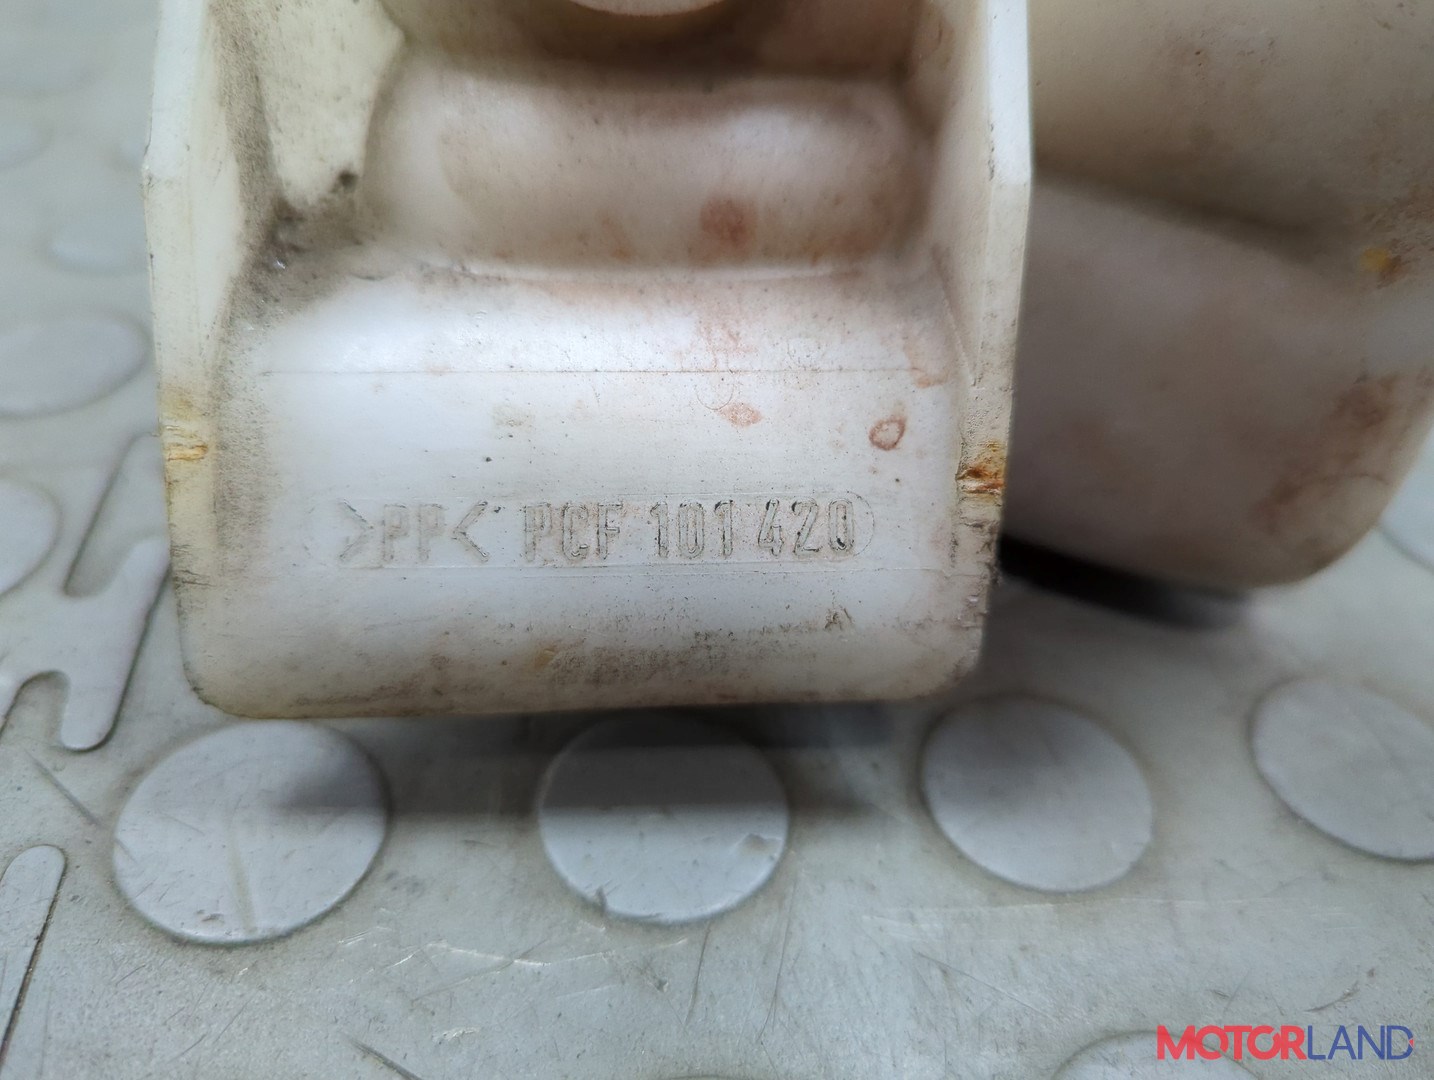 >PP< PCF 101 420
MOTORLAND